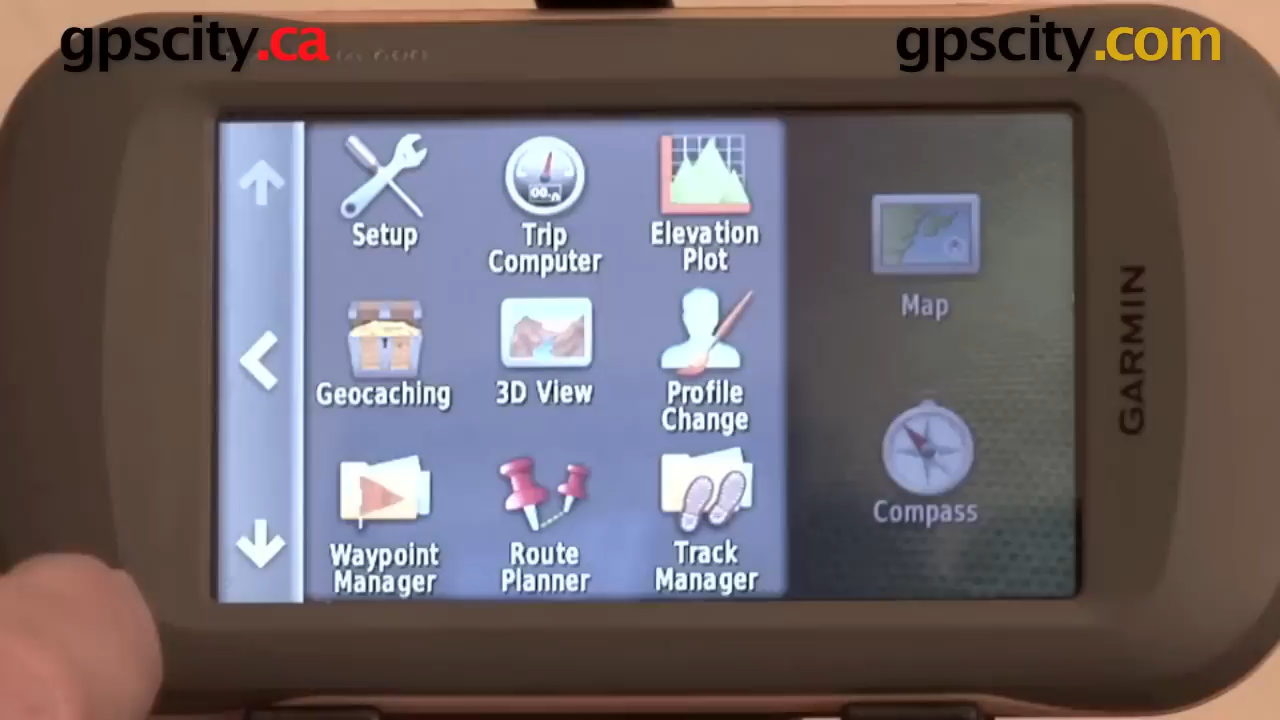 gpscity.ca
gpscity.com
Setup
Trip
Computer
Elevation
Plot
Map
Geocaching
3D View
Profile
Change
Compass
Waypoint
Manager
Route
Planner
Track
Manager
GARMIN